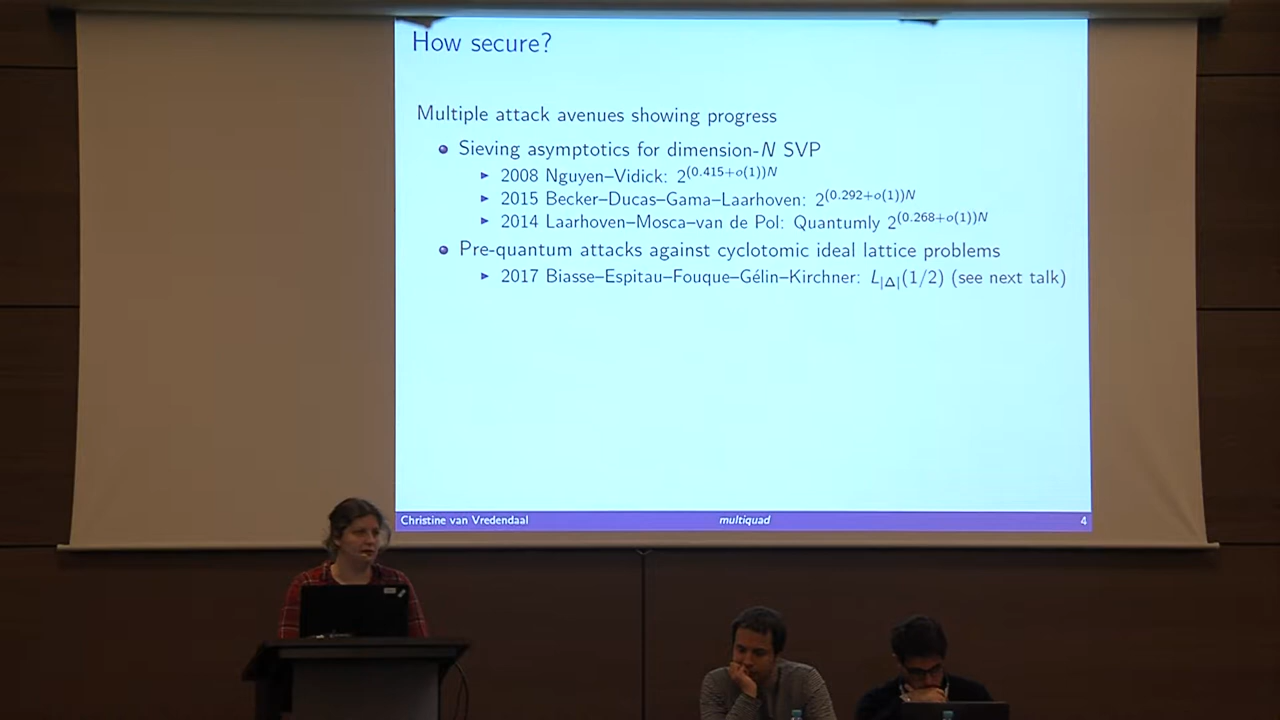 How secure?
Multiple attack avenues showing progress
Sieving asymptotics for dimension-N SVP
2008 Nguyen–Vidick: 2^(0.415+o(1))N
2015 Becker–Ducas–Gama–Laarhoven: 2^(0.292+o(1))N
2014 Laarhoven–Mosca–van de Pol: Quantumly 2^(0.268+o(1))N
Pre-quantum attacks against cyclotomic ideal lattice problems
2017 Biasse–Espitau–Fouque–Gélin–Kirchner: L_|Δ|(1/2) (see next talk)
Christine van Vredendaal multiquad 4